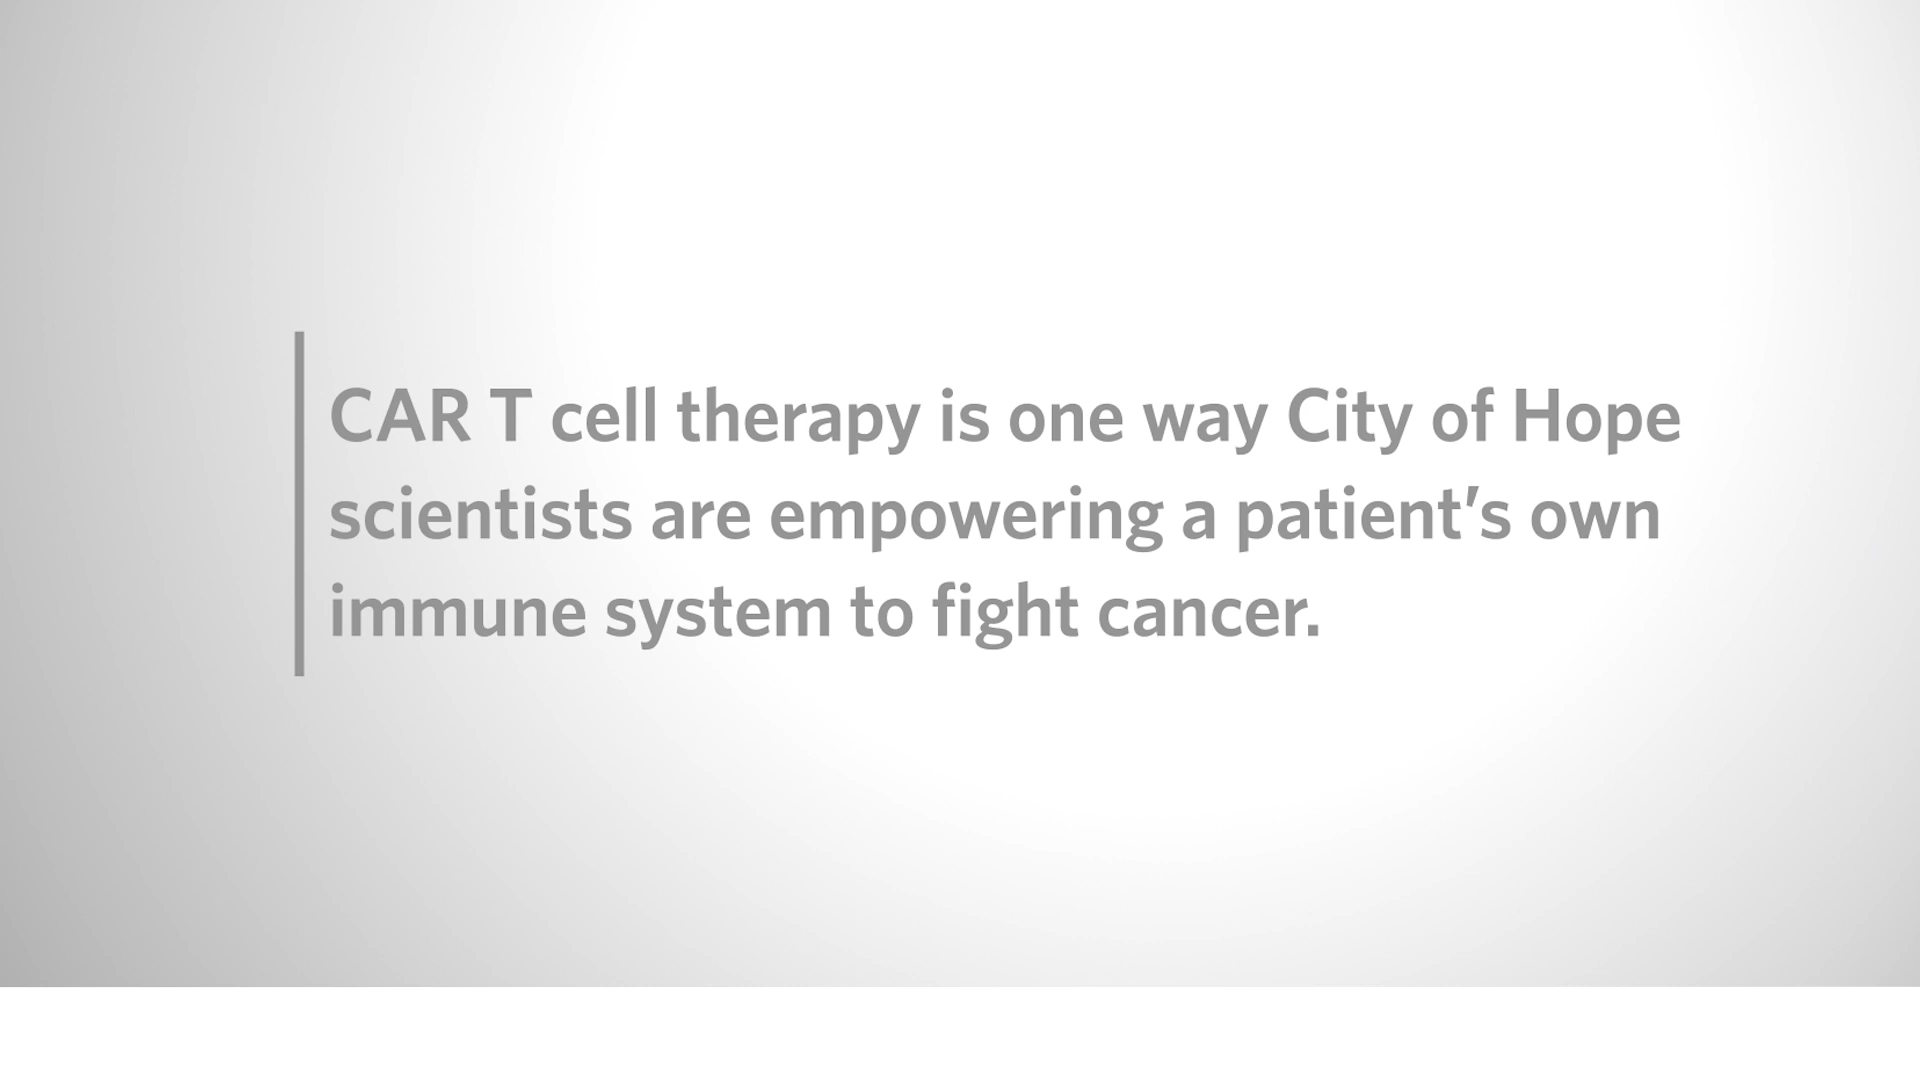 CAR T cell therapy is one way City of Hope
scientists are empowering a patient’s own
immune system to fight cancer.